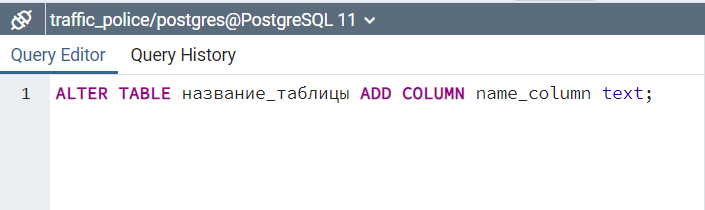 traffic_police/postgres@PostgreSQL 11
Query Editor Query History
1 ALTER TABLE название_таблицы ADD COLUMN name_column text;